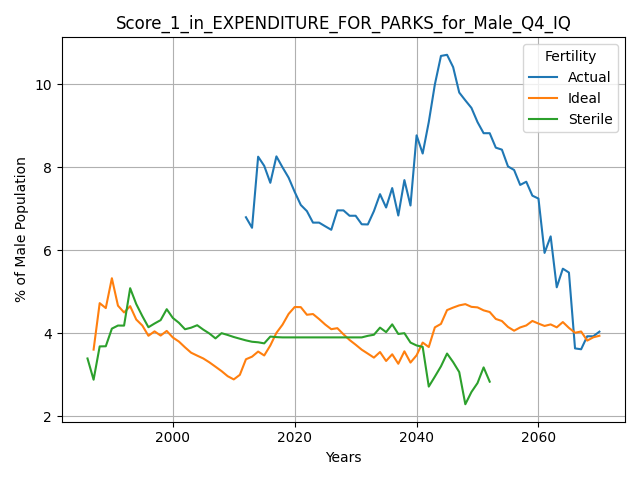 Score_1_in_EXPENDITURE_FOR_PARKS_for_Male_Q4_IQ
Fertility
Actual
Ideal
Sterile
% of Male Population
10
8
6
4
2
2000
2020
2040
2060
Years